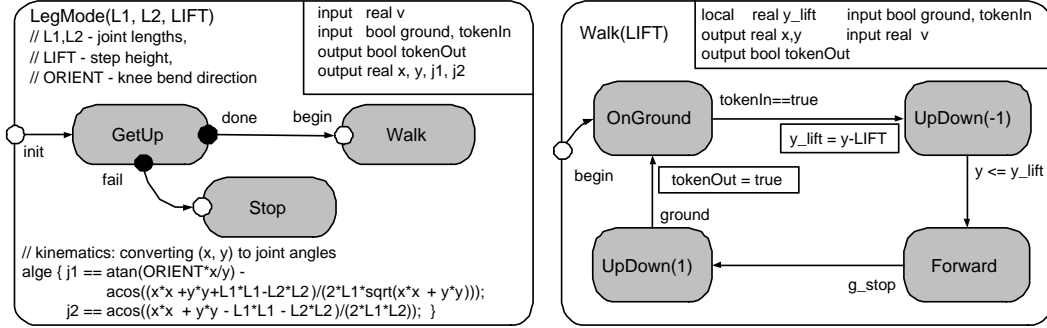 LegMode(L1, L2, LIFT)
// L1,L2 - joint lengths,
// LIFT - step height,
// ORIENT - knee bend direction
input real v
input bool ground, tokenIn
output bool tokenOut
output real x, y, j1, j2
init
GetUp
done
begin
Walk
fail
Stop
// kinematics: converting (x, y) to joint angles
alge { j1 == atan(ORIENT*x/y) -
acos((x*x +y*y+L1*L1-L2*L2)/(2*L1*sqrt(x*x + y*y)));
j2 == acos((x*x + y*y - L1*L1 - L2*L2)/(2*L1*L2)); }
Walk(LIFT)
local real y_lift input bool ground, tokenIn
output real x,y input real v
output bool tokenOut
OnGround
tokenIn==true
UpDown(-1)
y_lift = y-LIFT
begin
tokenOut = true
y <= y_lift
ground
UpDown(1)
Forward
g_stop